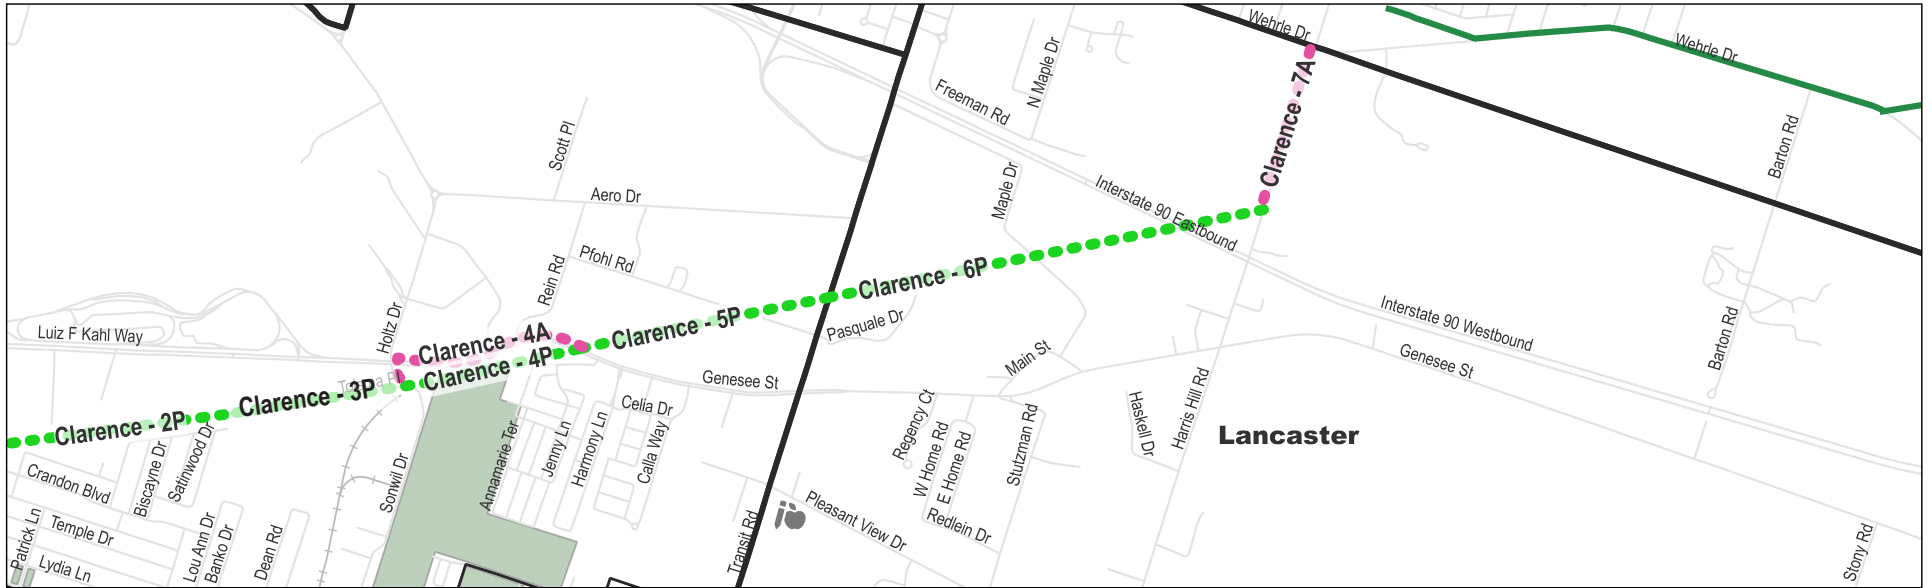 Wehrle Dr
Wehrle Dr
N Maple Dr
Clarence - 7A
Freeman Rd
Barton Rd
Scott Pl
Aero Dr
Maple Dr
Interstate 90 Eastbound
Pfohl Rd
Rein Rd
Clarence - 6P
Luiz F Kahl Way
Holtz Dr
Clarence - 4A
Clarence - 5P
Pasquale Dr
Interstate 90 Westbound
Barton Rd
Clarence - 4P
Main St
Genesee St
Genesee St
Clarence - 3P
Clarence - 2P
Celia Dr
Regency Ct
Haskell Dr
Harris Hill Rd
Lancaster
Biscayne Dr
Satinwood Dr
Annamarie Ter
Jenny Ln
Harmony Ln
Calla Way
W Home Rd
E Home Rd
Stutzman Rd
Crandon Blvd
Sonwil Dr
Pleasant View Dr
Redlein Dr
Patrick Ln
Temple Dr
Lou Ann Dr
Banko Dr
Dean Rd
Transit Rd
Stony Rd
Lydia Ln